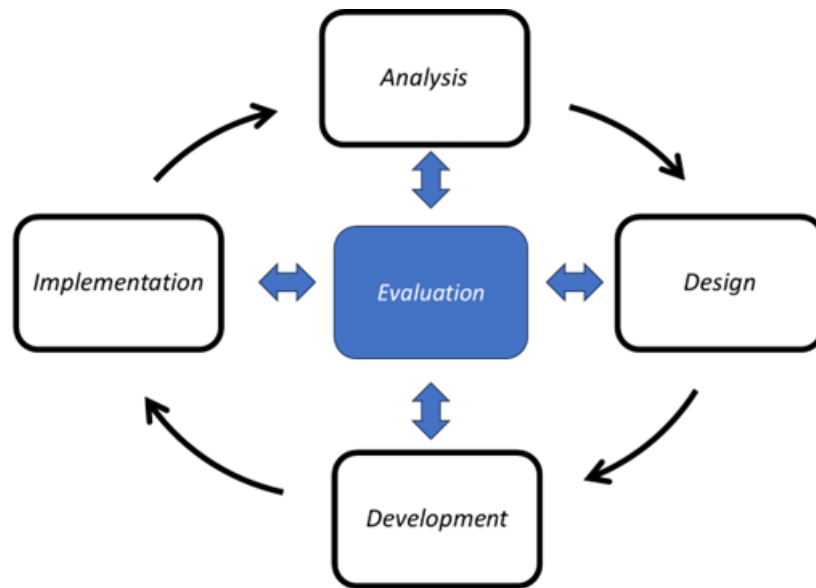 Analysis
Implementation
Evaluation
Design
Development